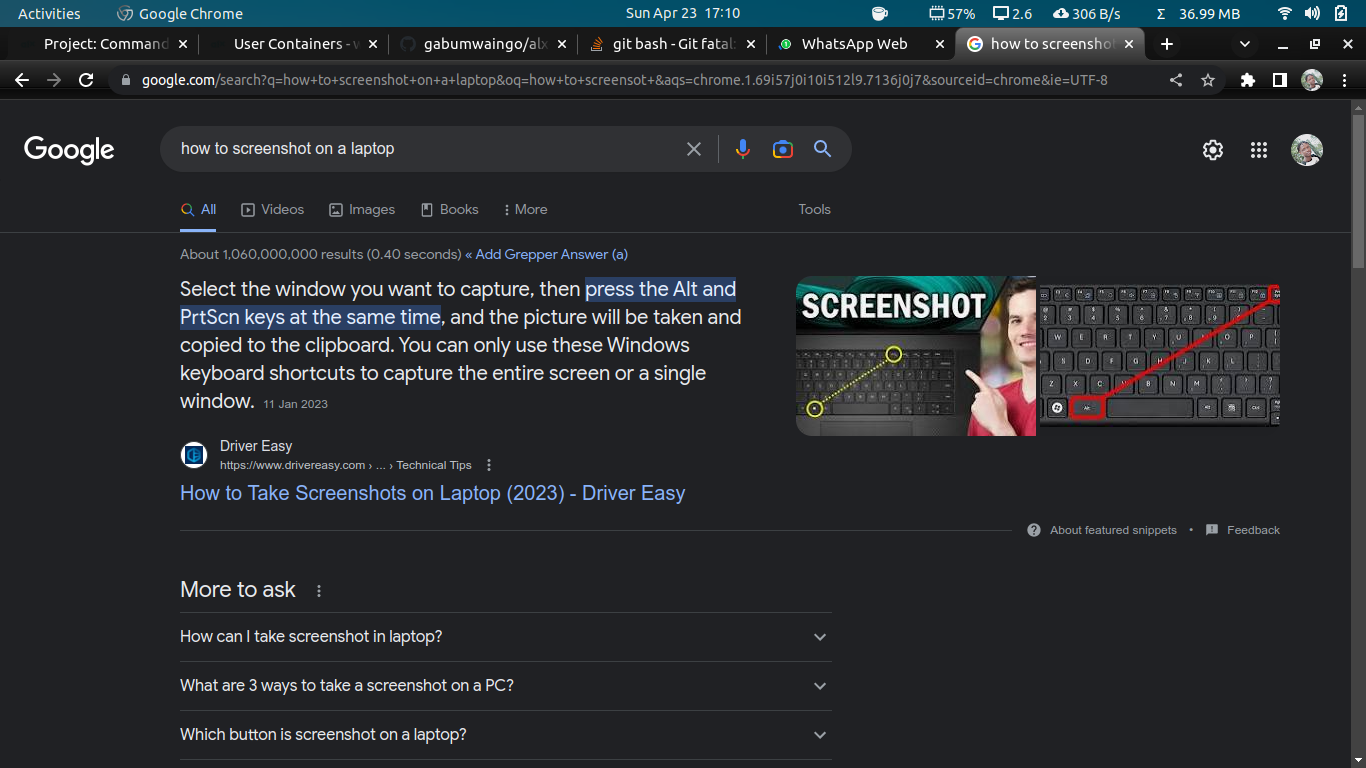 Activities
Google Chrome
Sun Apr 23 17:10
57%
2.6
306 B/s
Σ 36.99 MB
Project: Command
User Containers - v
gabumwaingo/alx
git bash - Git fatal:
WhatsApp Web
how to screensho
google.com/search?q=how+to+screenshot+on+a+laptop&oq=how+to+screensot+&aqs=chrome.1.69i57j0i10i512l9.7136j0j7&sourceid=chrome&ie=UTF-8
Google
how to screenshot on a laptop
All
Videos
Images
Books
More
Tools
About 1,060,000,000 results (0.40 seconds) « Add Grepper Answer (a)
Select the window you want to capture, then press the Alt and
PrtScn keys at the same time, and the picture will be taken and
copied to the clipboard. You can only use these Windows
keyboard shortcuts to capture the entire screen or a single
window. 11 Jan 2023
SCREENSHOT
Driver Easy
https://www.drivereasy.com › ... › Technical Tips
How to Take Screenshots on Laptop (2023) - Driver Easy
About featured snippets • Feedback
More to ask
How can I take screenshot in laptop?
What are 3 ways to take a screenshot on a PC?
Which button is screenshot on a laptop?